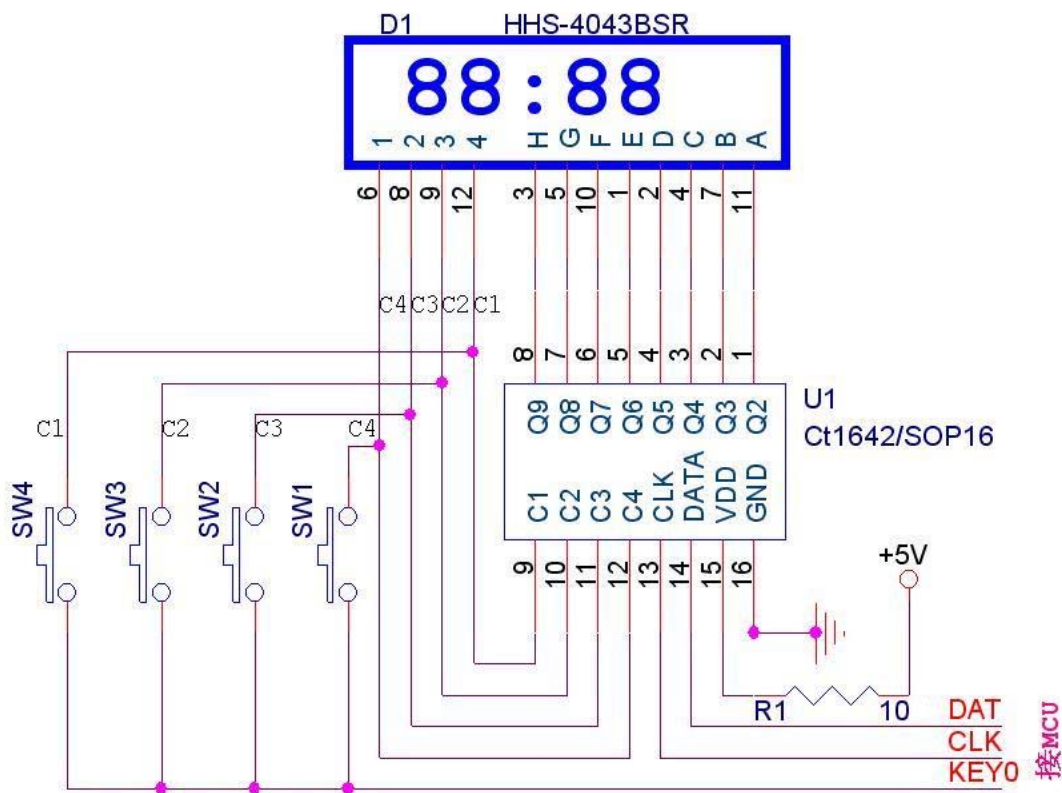 D1 HHS-4043BSR
88:88
1 2 3 4 H G F E D C B A
6 8 9 12 3 5 10 1 2 4 7 11
C4 C3 C2 C1
8 7 6 5 4 3 2 1
Q9 Q8 Q7 Q6 Q5 Q4 Q3 Q2
U1
Ct1642/SOP16
C1 C2 C3 C4
C1 C2 C3 C4 CLK DATA VDD GND
SW4 SW3 SW2 SW1
9 10 11 12 13 14 15 16
+5V
R1 10
DAT
CLK
KEY0
接MCU